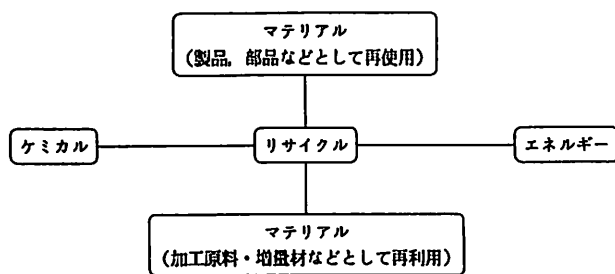 マテリアル
(製品，部品などとして再使用)
ケミカル
リサイクル
エネルギー
マテリアル
(加工原料・増量材などとして再利用)